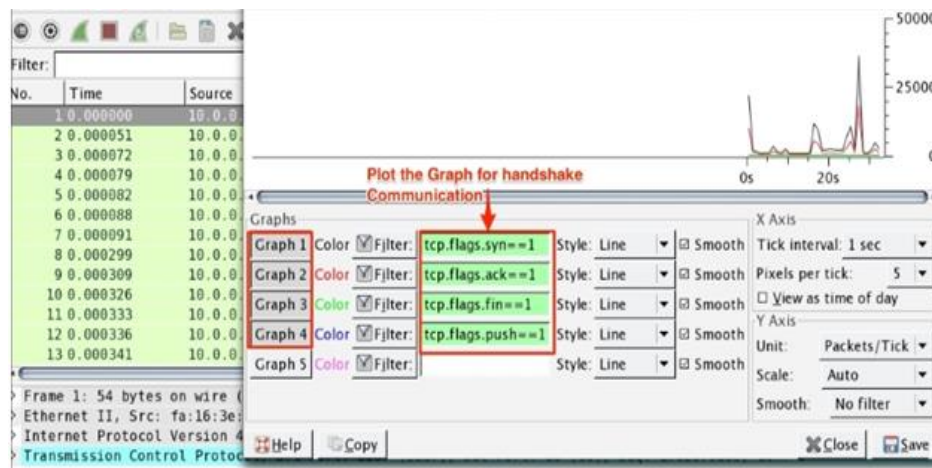 50000
Filter:
No. Time Source
1 0.000000 10.0.0.
2 0.000051 10.0.0.
3 0.000072 10.0.0.
4 0.000079 10.0.0.
5 0.000082 10.0.0.
6 0.000088 10.0.0.
7 0.000091 10.0.0.
8 0.000299 10.0.0.
9 0.000309 10.0.0.
10 0.000326 10.0.0.
11 0.000333 10.0.0.
12 0.000336 10.0.0.
13 0.000341 10.0.0.
Frame 1: 54 bytes on wire (
Ethernet II, Src: fa:16:3e:
Internet Protocol Version 4
Transmission Control Protoc
25000
0
0s 20s
Plot the Graph for handshake
Communication
Graphs
Graph 1 Color Filter: tcp.flags.syn==1 Style: Line Smooth
Graph 2 Color Filter: tcp.flags.ack==1 Style: Line Smooth
Graph 3 Color Filter: tcp.flags.fin==1 Style: Line Smooth
Graph 4 Color Filter: tcp.flags.push==1 Style: Line Smooth
Graph 5 Color Filter: Style: Line Smooth
X Axis
Tick interval: 1 sec
Pixels per tick: 5
View as time of day
Y Axis
Unit: Packets/Tick
Scale: Auto
Smooth: No filter
Help Copy Close Save